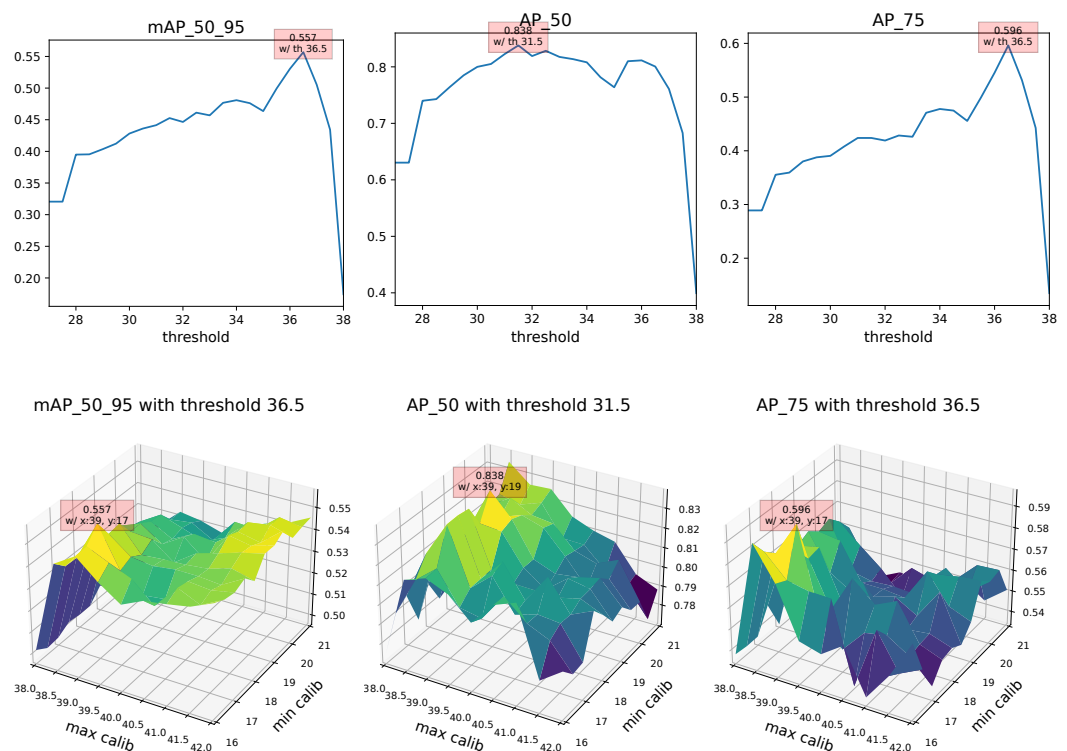 mAP_50_95
AP_50
AP_75
0.557
w/ th 36.5
0.838
w/ th 31.5
0.596
w/ th 36.5
0.55
0.50
0.45
0.40
0.35
0.30
0.25
0.20
28 30 32 34 36 38
threshold
0.8
0.7
0.6
0.5
0.4
28 30 32 34 36 38
threshold
0.6
0.5
0.4
0.3
0.2
28 30 32 34 36 38
threshold
mAP_50_95 with threshold 36.5
0.557
w/ x:39, y:17
0.55
0.54
0.53
0.52
0.51
0.50
38.0 38.5 39.0 39.5 40.0 40.5 41.0 41.5 42.0
max calib
16 17 18 19 20 21
min calib
AP_50 with threshold 31.5
0.838
w/ x:39, y:19
0.83
0.82
0.81
0.80
0.79
0.78
38.0 38.5 39.0 39.5 40.0 40.5 41.0 41.5 42.0
max calib
16 17 18 19 20 21
min calib
AP_75 with threshold 36.5
0.596
w/ x:39, y:17
0.59
0.58
0.57
0.56
0.55
0.54
38.0 38.5 39.0 39.5 40.0 40.5 41.0 41.5 42.0
max calib
16 17 18 19 20 21
min calib